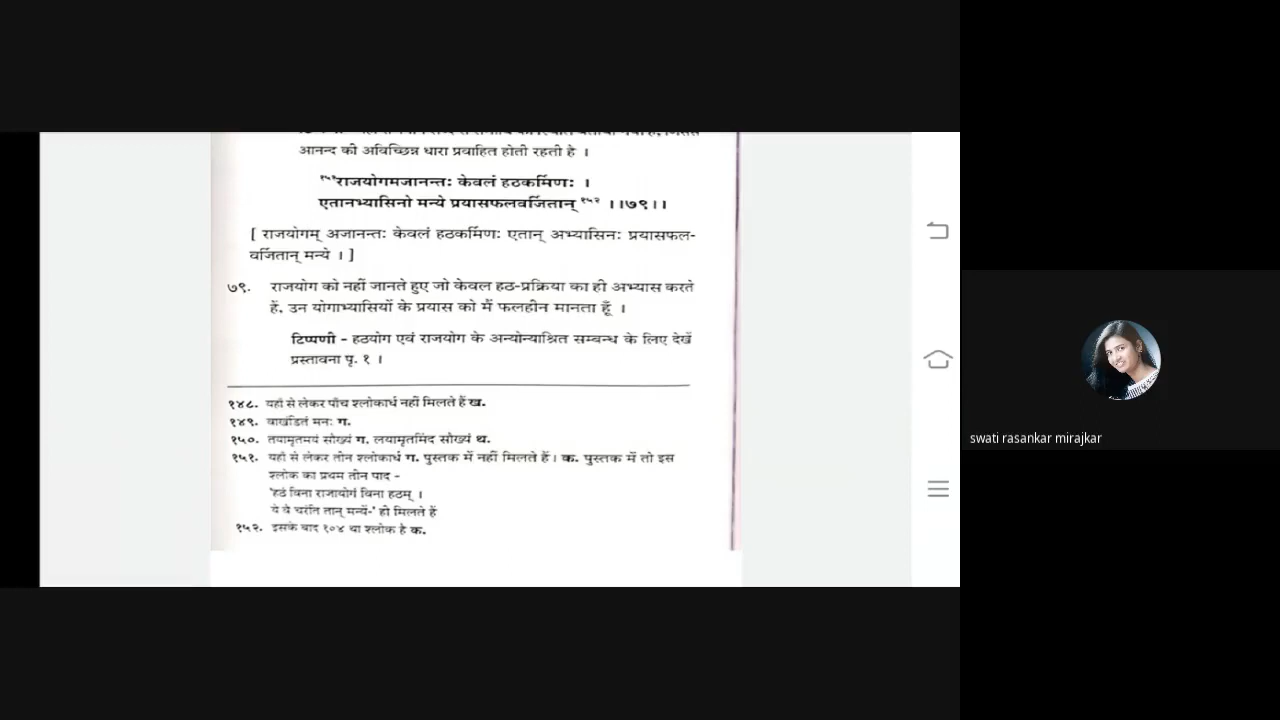 आनन्द की अविच्छिन्न धारा प्रवाहित होती रहती है ।
१५१राजयोगमजानन्तः केवलं हठकर्मिणः ।
एतानभ्यासिनो मन्ये प्रयासफलवर्जितान् १५२ ।।७९।।
[ राजयोगम् अजानन्तः केवलं हठकर्मिणः एतान् अभ्यासिनः प्रयासफल-
वर्जितान् मन्ये । ]
७९. राजयोग को नहीं जानते हुए जो केवल हठ-प्रक्रिया का ही अभ्यास करते
हैं, उन योगाभ्यासियों के प्रयास को मैं फलहीन मानता हूँ ।
टिप्पणी - हठयोग एवं राजयोग के अन्योन्याश्रित सम्बन्ध के लिए देखें
प्रस्तावना पृ. १ ।
१४८. यहाँ से लेकर पाँच श्लोकार्ध नहीं मिलते हैं ख.
१४९. वाखंडितं मनः ग.
१५०. तयामृतमयं सौख्यं ग. लयामृतमिंद सौख्यं थ.
१५१. यहाँ से लेकर तीन श्लोकार्ध ग. पुस्तक में नहीं मिलते हैं। क. पुस्तक में तो इस
श्लोक का प्रथम तीन पाद -
'हठं विना राजायोगं विना हठम् ।
ये वै चरंति तान् मन्ये-' ही मिलते हैं
१५२. इसके बाद १०४ था श्लोक है क.
swati rasankar mirajkar